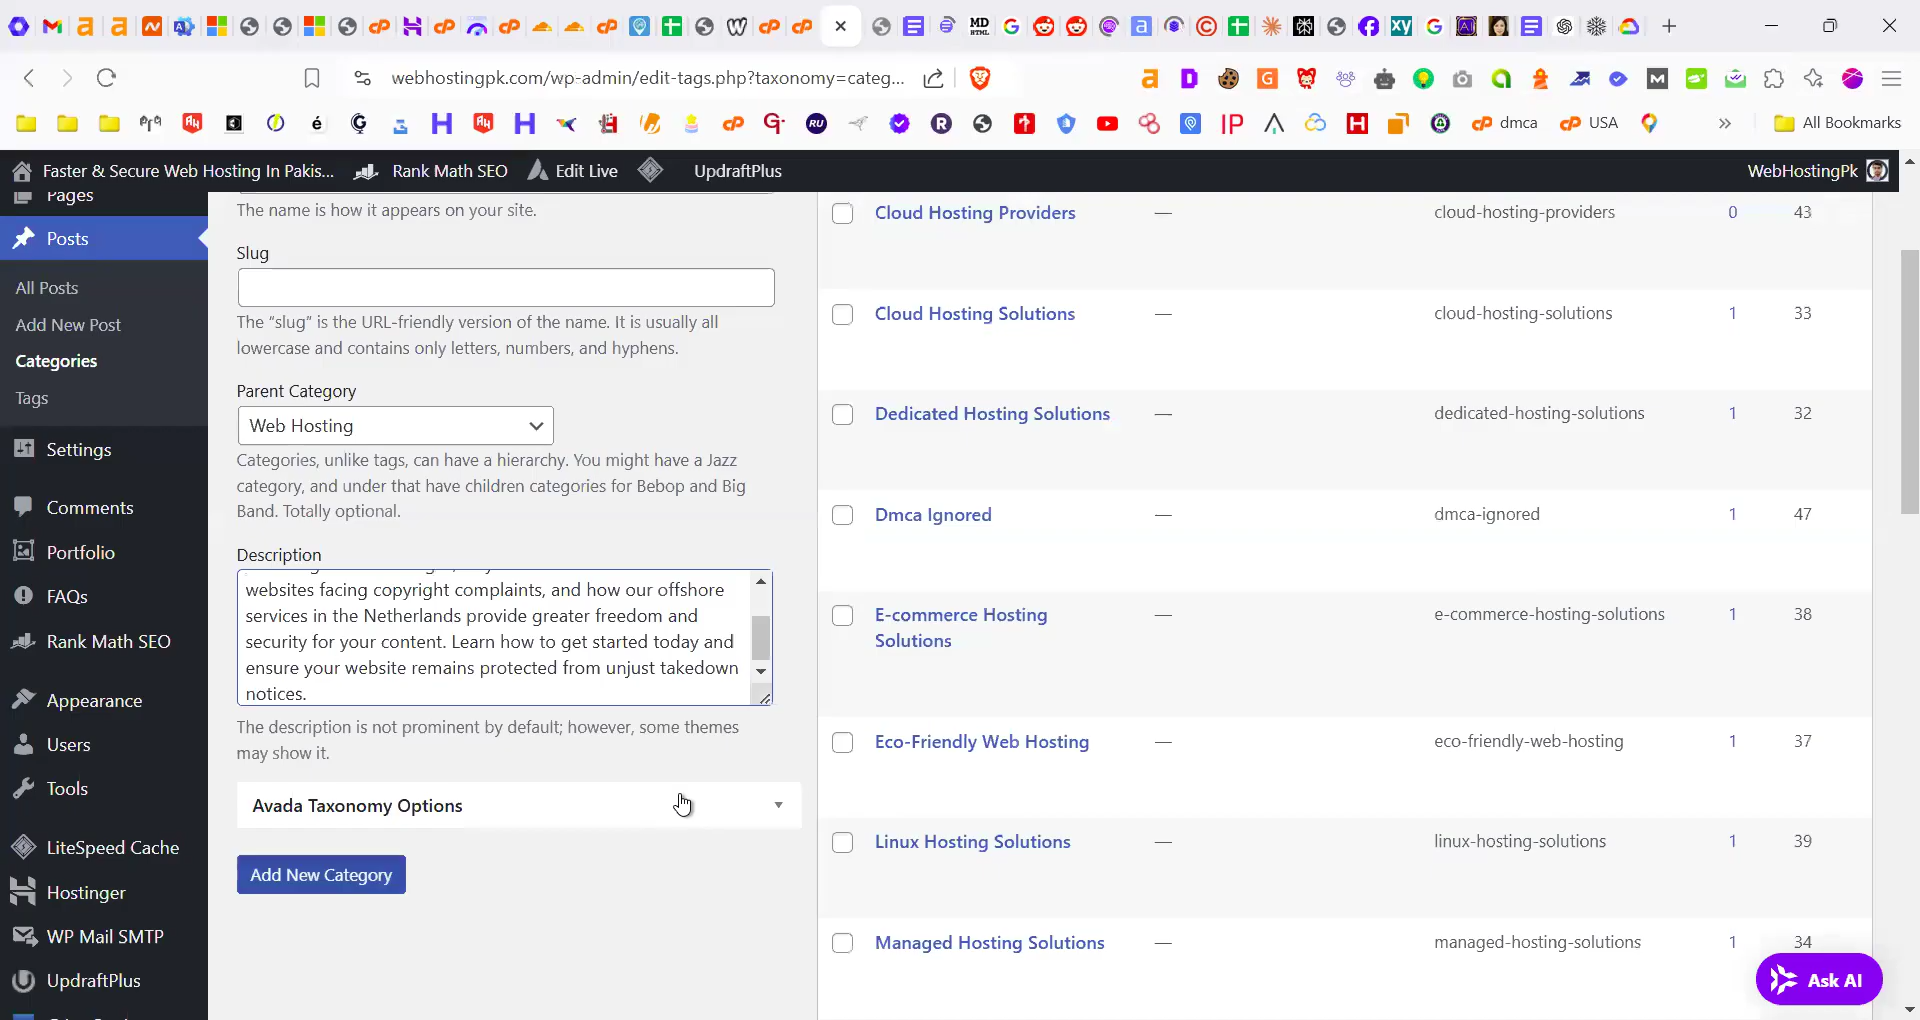 webhostingpk.com/wp-admin/edit-tags.php?taxonomy=categ...
dmca
USA
All Bookmarks
Faster & Secure Web Hosting In Pakis...
Rank Math SEO
Edit Live
UpdraftPlus
WebHostingPk
Pages
Posts
All Posts
Add New Post
Categories
Tags
Settings
Comments
Portfolio
FAQs
Rank Math SEO
Appearance
Users
Tools
LiteSpeed Cache
Hostinger
WP Mail SMTP
UpdraftPlus
The name is how it appears on your site.
Slug
The “slug” is the URL-friendly version of the name. It is usually all
lowercase and contains only letters, numbers, and hyphens.
Parent Category
Web Hosting
Categories, unlike tags, can have a hierarchy. You might have a Jazz
category, and under that have children categories for Bebop and Big
Band. Totally optional.
Description
websites facing copyright complaints, and how our offshore
services in the Netherlands provide greater freedom and
security for your content. Learn how to get started today and
ensure your website remains protected from unjust takedown
notices.
The description is not prominent by default; however, some themes
may show it.
Avada Taxonomy Options
Add New Category
Cloud Hosting Providers — cloud-hosting-providers 0 43
Cloud Hosting Solutions — cloud-hosting-solutions 1 33
Dedicated Hosting Solutions — dedicated-hosting-solutions 1 32
Dmca Ignored — dmca-ignored 1 47
E-commerce Hosting — e-commerce-hosting-solutions 1 38
Solutions
Eco-Friendly Web Hosting — eco-friendly-web-hosting 1 37
Linux Hosting Solutions — linux-hosting-solutions 1 39
Managed Hosting Solutions — managed-hosting-solutions 1 34
Ask AI